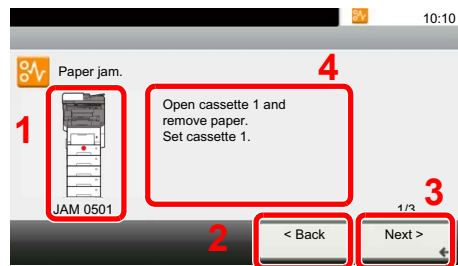 10:10
Paper jam.
4
1
Open cassette 1 and
remove paper.
Set cassette 1.
JAM 0501
1/3
3
2
< Back
Next >